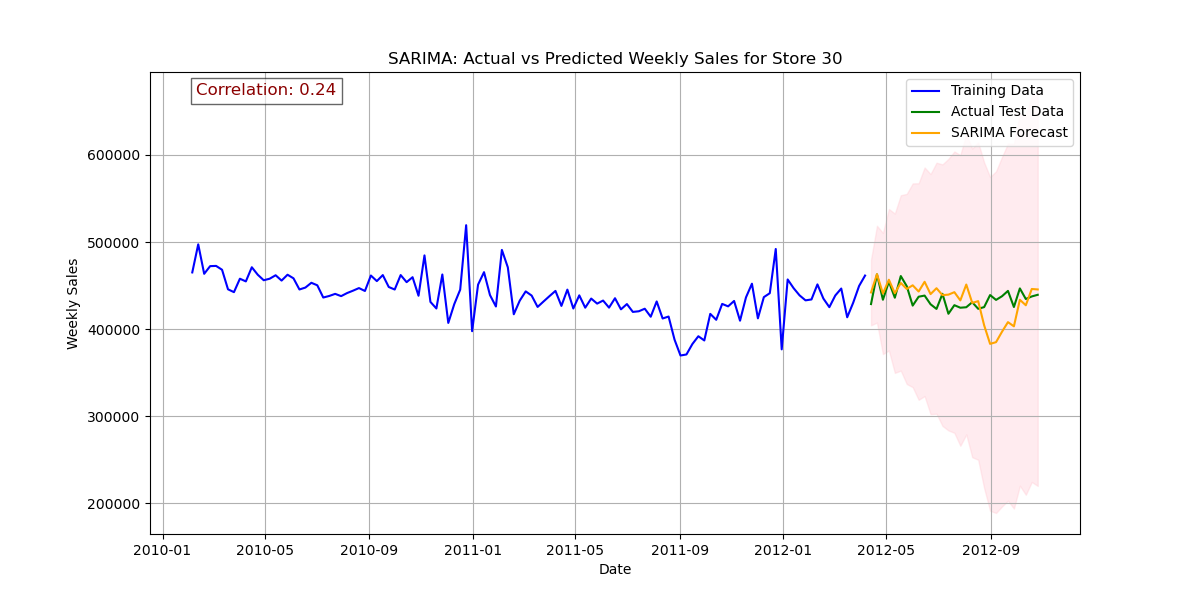 SARIMA: Actual vs Predicted Weekly Sales for Store 30
Correlation: 0.24
Training Data
Actual Test Data
SARIMA Forecast
Weekly Sales
600000
500000
400000
300000
200000
2010-01 2010-05 2010-09 2011-01 2011-05 2011-09 2012-01 2012-05 2012-09
Date